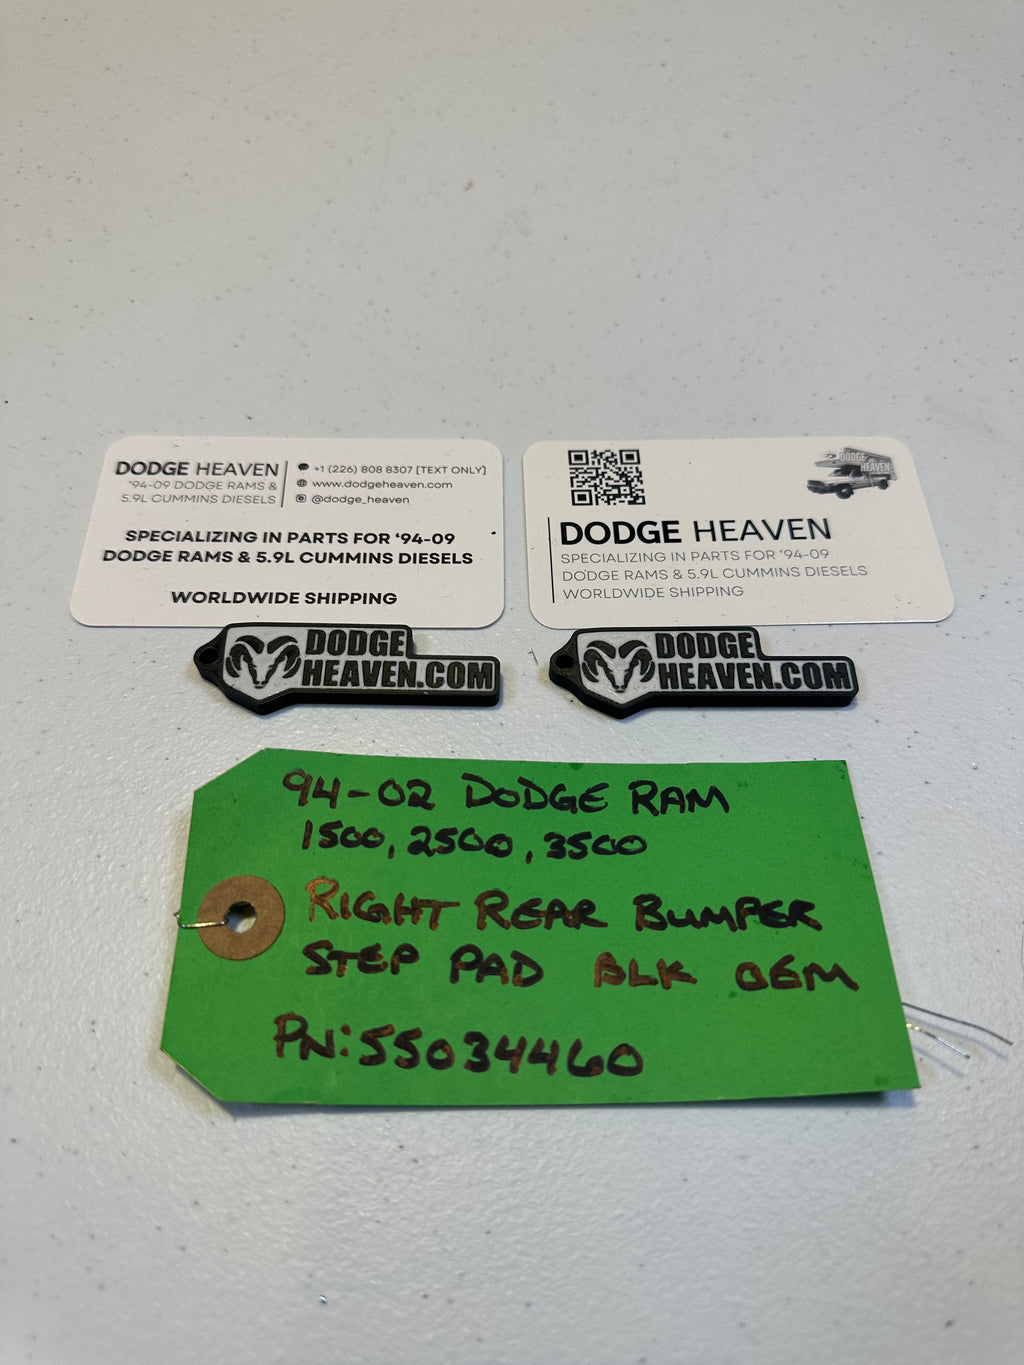 DODGE HEAVEN
'94-09 DODGE RAMS &
5.9L CUMMINS DIESELS
+1 (226) 808 8307 [TEXT ONLY]
www.dodgeheaven.com
@dodge_heaven
SPECIALIZING IN PARTS FOR '94-09
DODGE RAMS & 5.9L CUMMINS DIESELS
WORLDWIDE SHIPPING
DODGE
HEAVEN
DODGE HEAVEN
SPECIALIZING IN PARTS FOR '94-09
DODGE RAMS & 5.9L CUMMINS DIESELS
WORLDWIDE SHIPPING
DODGE
HEAVEN.COM
DODGE
HEAVEN.COM
94-02 DODGE RAM
1500, 2500, 3500
RIGHT REAR BUMPER
STEP PAD BLK OEM
PN: 55034460